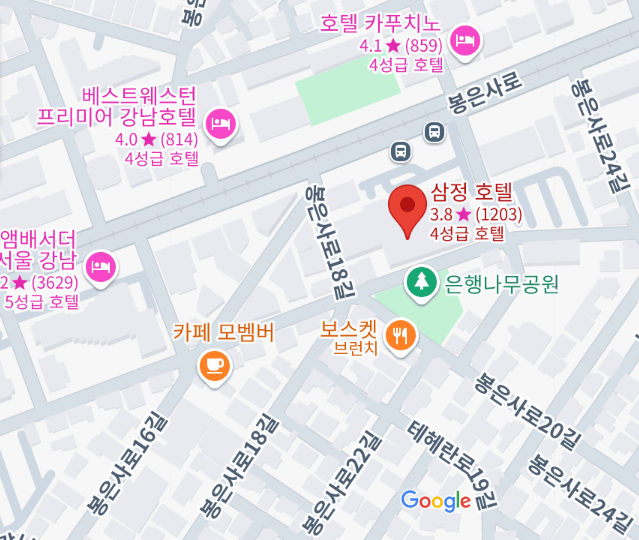 봉은사
호텔 카푸치노
4.1★(859)
4성급 호텔
베스트웨스턴
프리미어 강남호텔
4.0★(814)
4성급 호텔
봉은사로
봉은사로24길
삼정 호텔
3.8★(1203)
4성급 호텔
봉은사로18길
앰배서더
서울 강남
2★(3629)
5성급 호텔
은행나무공원
카페 모벰버
보스켓
브런치
봉은사로16길
봉은사로18길
봉은사로22길
테헤란로19길
봉은사로20길
봉은사로24길
Google